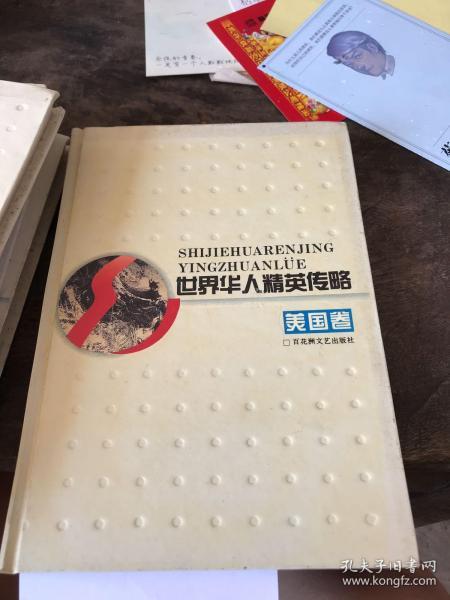 SHIJIEHUARENJING
YINGZHUANLÜE
世界华人精英传略
美国卷
□百花洲文艺出版社
孔夫子旧书网
www.kongfz.com